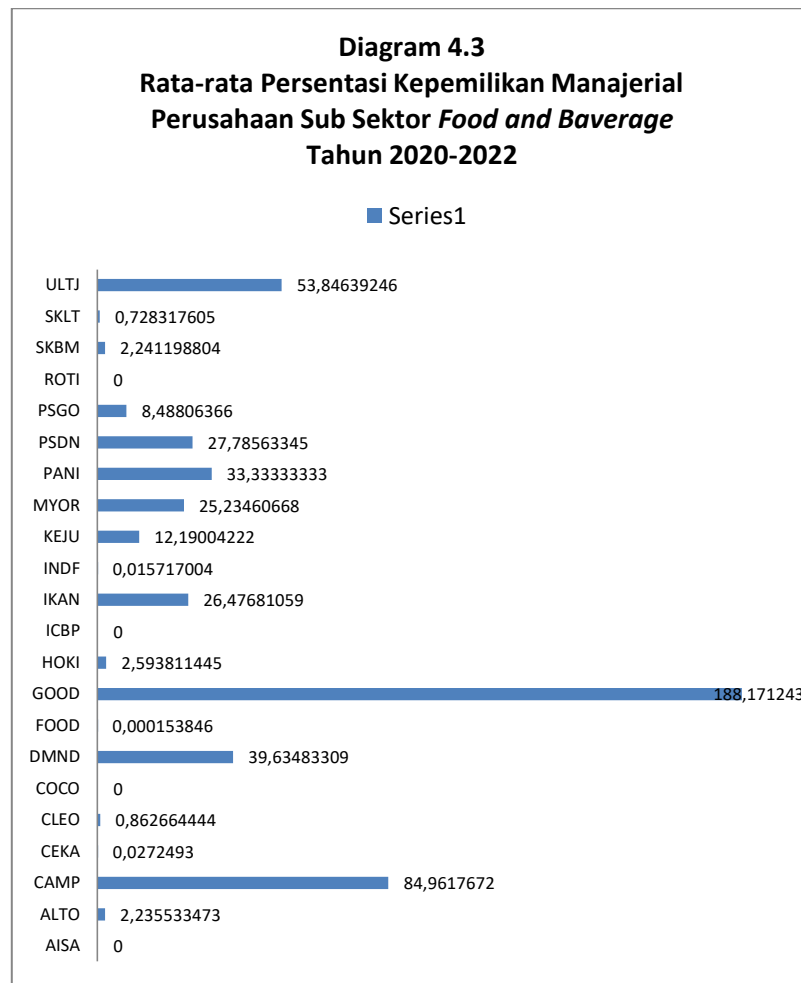 Diagram 4.3
Rata-rata Persentasi Kepemilikan Manajerial
Perusahaan Sub Sektor Food and Baverage
Tahun 2020-2022
Series1
ULTJ 53,84639246
SKLT 0,728317605
SKBM 2,241198804
ROTI 0
PSGO 8,48806366
PSDN 27,78563345
PANI 33,33333333
MYOR 25,23460668
KEJU 12,19004222
INDF 0,015717004
IKAN 26,47681059
ICBP 0
HOKI 2,593811445
GOOD 188,171243
FOOD 0,000153846
DMND 39,63483309
COCO 0
CLEO 0,862664444
CEKA 0,0272493
CAMP 84,9617672
ALTO 2,235533473
AISA 0